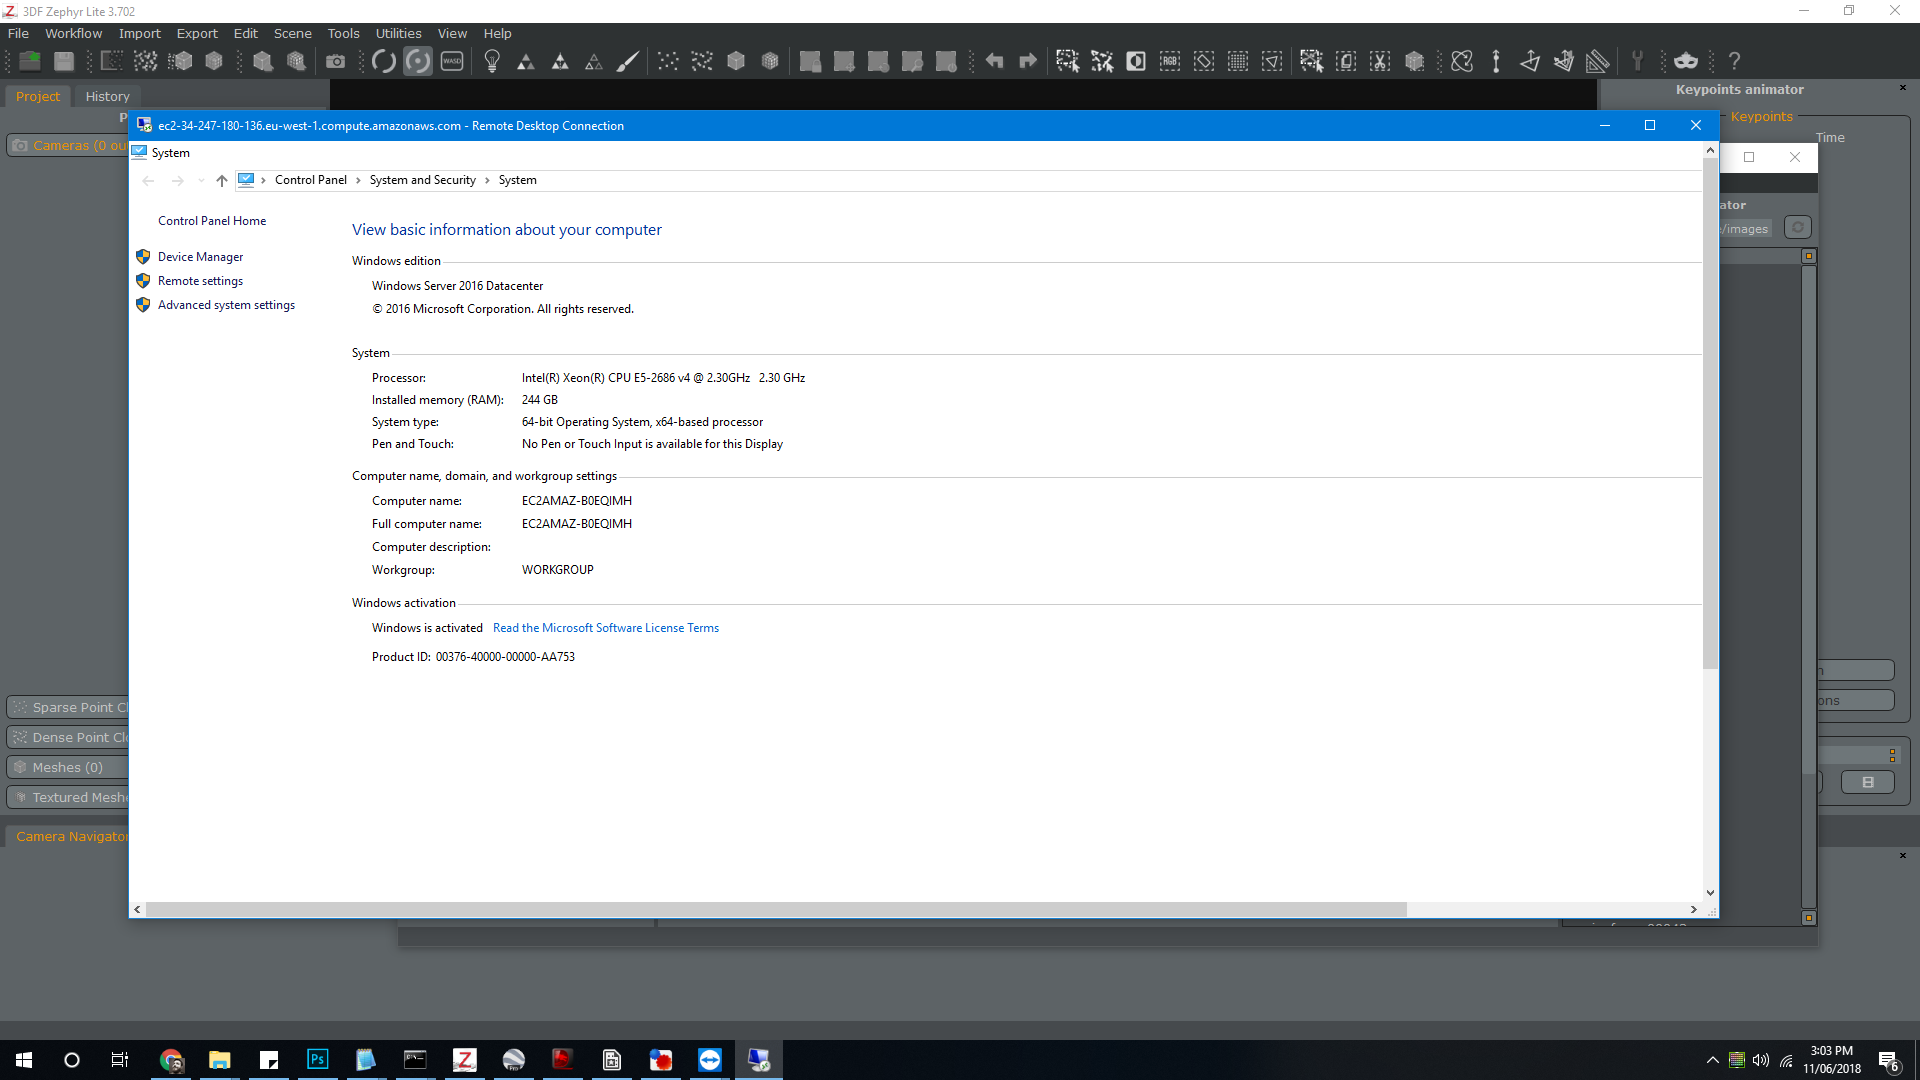 3DF Zephyr Lite 3.702
File Workflow Import Export Edit Scene Tools Utilities View Help
WASD
RGB
Project History
Keypoints animator
Keypoints
Time
Cameras (0 ou
ec2-34-247-180-136.eu-west-1.compute.amazonaws.com - Remote Desktop Connection
System
Control Panel System and Security System
Control Panel Home
Device Manager
Remote settings
Advanced system settings
View basic information about your computer
Windows edition
Windows Server 2016 Datacenter
© 2016 Microsoft Corporation. All rights reserved.
System
Processor: Intel(R) Xeon(R) CPU E5-2686 v4 @ 2.30GHz 2.30 GHz
Installed memory (RAM): 244 GB
System type: 64-bit Operating System, x64-based processor
Pen and Touch: No Pen or Touch Input is available for this Display
Computer name, domain, and workgroup settings
Computer name: EC2AMAZ-B0EQIMH
Full computer name: EC2AMAZ-B0EQIMH
Computer description:
Workgroup: WORKGROUP
Windows activation
Windows is activated Read the Microsoft Software License Terms
Product ID: 00376-40000-00000-AA753
ator
e/images
ons
Sparse Point Cl
Dense Point Clo
Meshes (0)
Textured Meshe
Camera Navigator
Ps
3:03 PM
11/06/2018
6